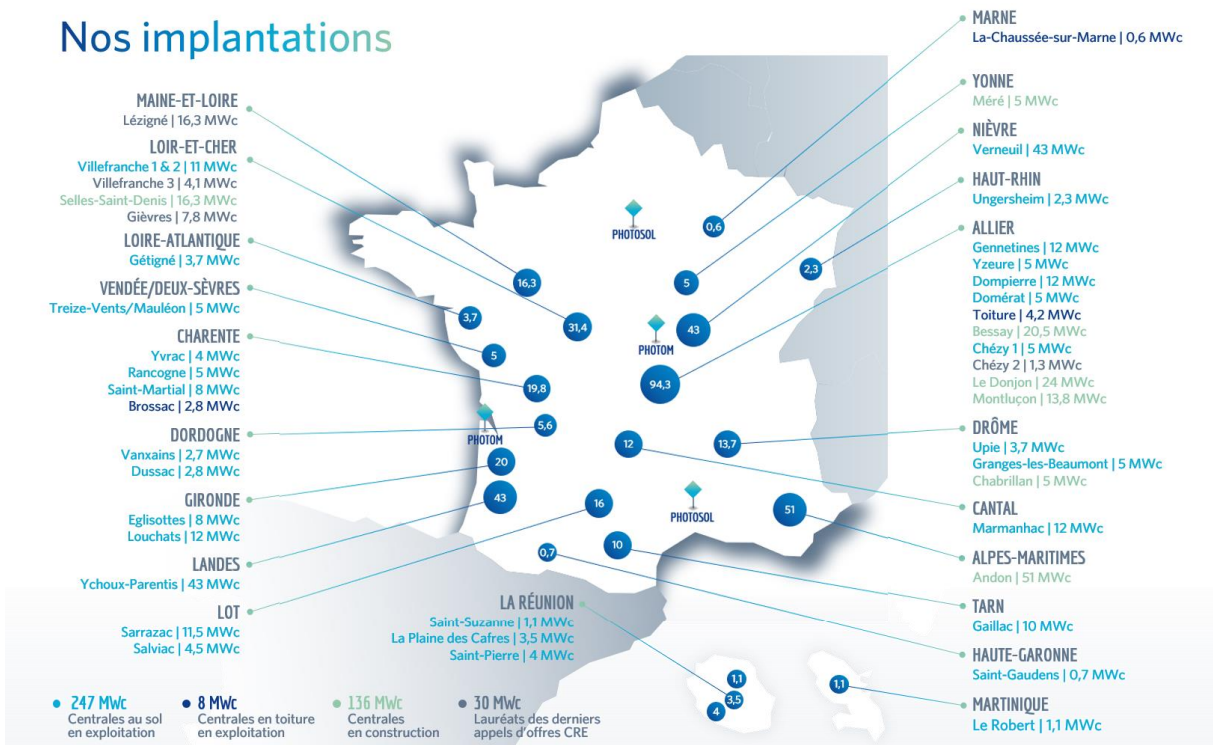 Nos implantations
MAINE-ET-LOIRE
Lézigné | 16,3 MWc
LOIR-ET-CHER
Villefranche 1 & 2 | 11 MWc
Villefranche 3 | 4,1 MWc
Selles-Saint-Denis | 16,3 MWc
Gièvres | 7,8 MWc
LOIRE-ATLANTIQUE
Gétigné | 3,7 MWc
VENDÉE/DEUX-SÈVRES
Treize-Vents/Mauléon | 5 MWc
CHARENTE
Yvrac | 4 MWc
Rancogne | 5 MWc
Saint-Martial | 8 MWc
Brossac | 2,8 MWc
DORDOGNE
Vanxains | 2,7 MWc
Dussac | 2,8 MWc
GIRONDE
Eglisottes | 8 MWc
Louchats | 12 MWc
LANDES
Ychoux-Parentis | 43 MWc
LOT
Sarrazac | 11,5 MWc
Salviac | 4,5 MWc
LA RÉUNION
Saint-Suzanne | 1,1 MWc
La Plaine des Cafres | 3,5 MWc
Saint-Pierre | 4 MWc
PHOTOSOL
0,6
2,3
16,3
5
3,7
31,4
43
PHOTOM
5
94,3
19,8
5,6
PHOTOM
12
13,7
20
43
16
PHOTOSOL
51
10
0,7
1,1
3,5
4
1,1
MARNE
La-Chaussée-sur-Marne | 0,6 MWc
YONNE
Méré | 5 MWc
NIÈVRE
Verneuil | 43 MWc
HAUT-RHIN
Ungersheim | 2,3 MWc
ALLIER
Gennetines | 12 MWc
Yzeure | 5 MWc
Dompierre | 12 MWc
Domérat | 5 MWc
Toiture | 4,2 MWc
Bessay | 20,5 MWc
Chézy 1 | 5 MWc
Chézy 2 | 1,3 MWc
Le Donjon | 24 MWc
Montluçon | 13,8 MWc
DRÔME
Upie | 3,7 MWc
Granges-les-Beaumont | 5 MWc
Chabrillan | 5 MWc
CANTAL
Marmanhac | 12 MWc
ALPES-MARITIMES
Andon | 51 MWc
TARN
Gaillac | 10 MWc
HAUTE-GARONNE
Saint-Gaudens | 0,7 MWc
MARTINIQUE
Le Robert | 1,1 MWc
247 MWc
Centrales au sol
en exploitation
8 MWc
Centrales en toiture
en exploitation
136 MWc
Centrales
en construction
30 MWc
Lauréats des derniers
appels d'offres CRE